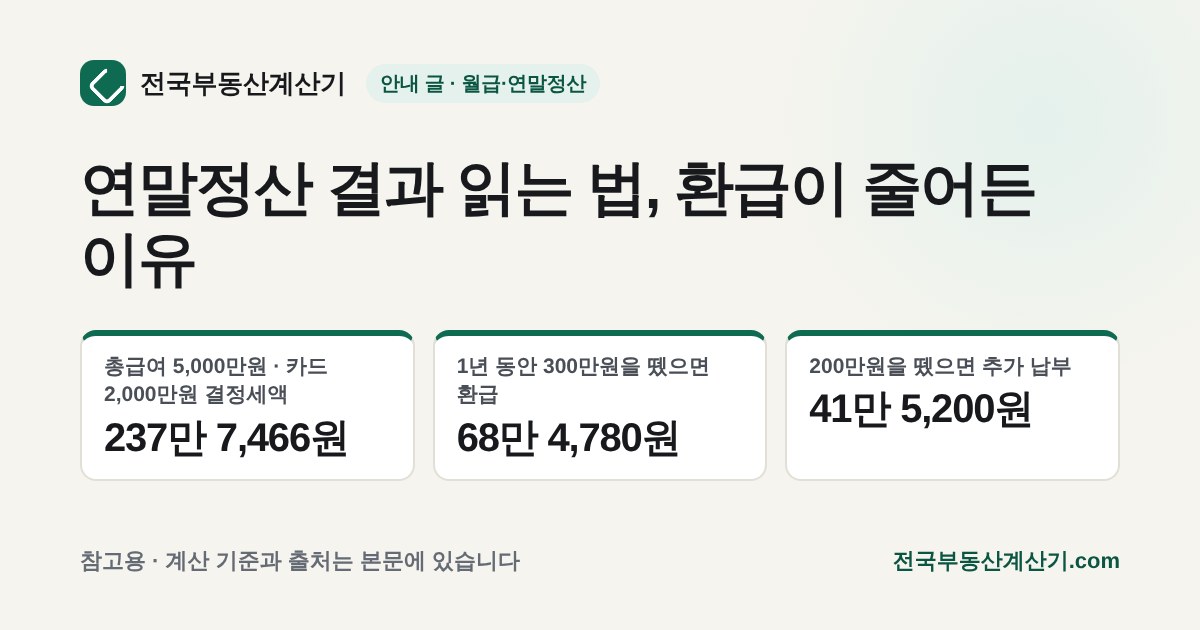 전국부동산계산기
안내 글 · 월급·연말정산
연말정산 결과 읽는 법, 환급이 줄어든
이유
총급여 5,000만원 · 카드
2,000만원 결정세액
237만 7,466원
1년 동안 300만원을 뗐으면
환급
68만 4,780원
200만원을 뗐으면 추가 납부
41만 5,200원
참고용 · 계산 기준과 출처는 본문에 있습니다
전국부동산계산기.com